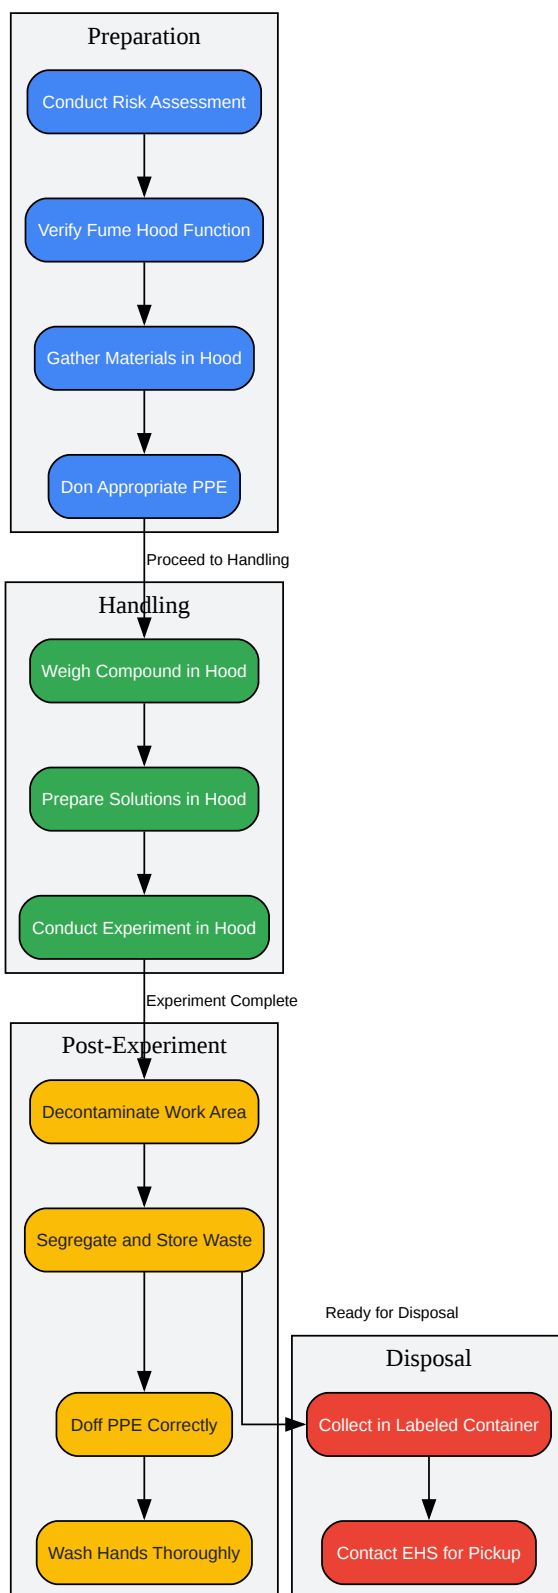 Preparation
Conduct Risk Assessment
Verify Fume Hood Function
Gather Materials in Hood
Don Appropriate PPE
Proceed to Handling
Handling
Weigh Compound in Hood
Prepare Solutions in Hood
Conduct Experiment in Hood
Experiment Complete
Post-Experiment
Decontaminate Work Area
Segregate and Store Waste
Ready for Disposal
Disposal
Doff PPE Correctly
Collect in Labeled Container
Wash Hands Thoroughly
Contact EHS for Pickup